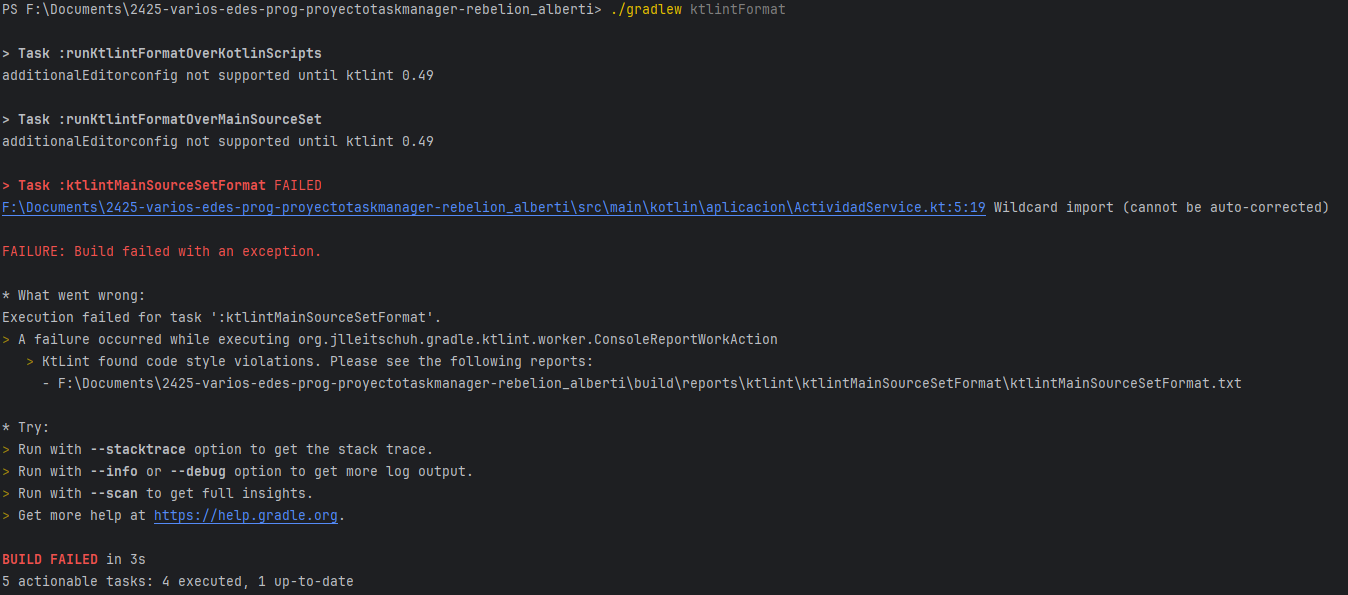 PS F:\Documents\2425-varios-edes-prog-proyectotaskmanager-rebelion_alberti> ./gradlew ktlintFormat
> Task :runKtlintFormatOverKotlinScripts
additionalEditorconfig not supported until ktlint 0.49
> Task :runKtlintFormatOverMainSourceSet
additionalEditorconfig not supported until ktlint 0.49
> Task :ktlintMainSourceSetFormat FAILED
F:\Documents\2425-varios-edes-prog-proyectotaskmanager-rebelion_alberti\src\main\kotlin\aplicacion\ActividadService.kt:5:19 Wildcard import (cannot be auto-corrected)
FAILURE: Build failed with an exception.
* What went wrong:
Execution failed for task ':ktlintMainSourceSetFormat'.
> A failure occurred while executing org.jlleitschuh.gradle.ktlint.worker.ConsoleReportWorkAction
> KtLint found code style violations. Please see the following reports:
- F:\Documents\2425-varios-edes-prog-proyectotaskmanager-rebelion_alberti\build\reports\ktlint\ktlintMainSourceSetFormat\ktlintMainSourceSetFormat.txt
* Try:
> Run with --stacktrace option to get the stack trace.
> Run with --info or --debug option to get more log output.
> Run with --scan to get full insights.
> Get more help at https://help.gradle.org.
BUILD FAILED in 3s
5 actionable tasks: 4 executed, 1 up-to-date